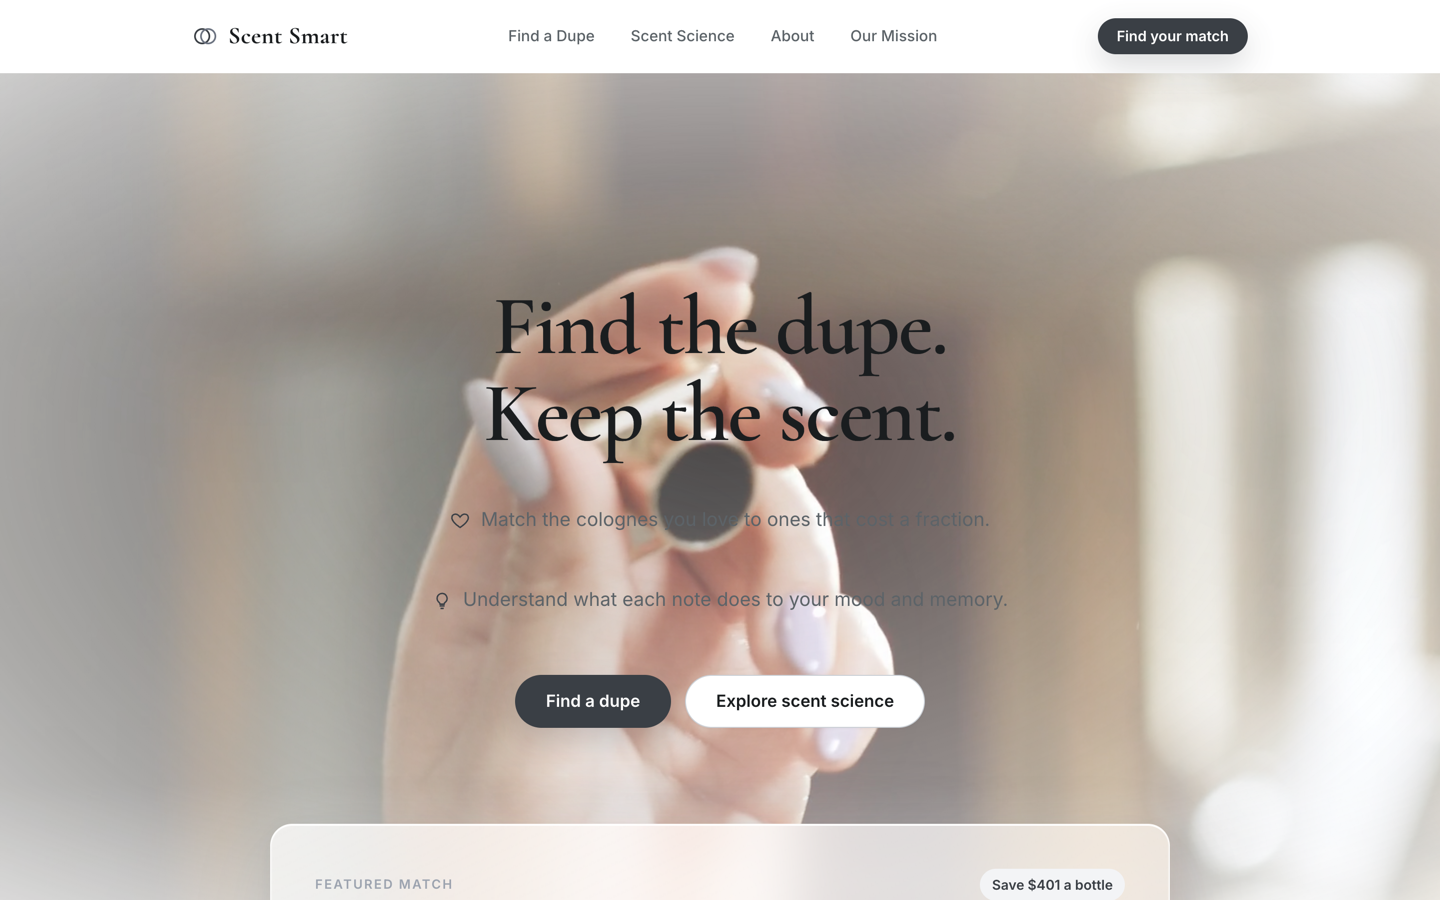 Scent Smart
Find a Dupe
Scent Science
About
Our Mission
Find your match
Find the dupe.
Keep the scent.
Match the colognes you love to ones that cost a fraction.
Understand what each note does to your mood and memory.
Find a dupe
Explore scent science
FEATURED MATCH
Save $401 a bottle